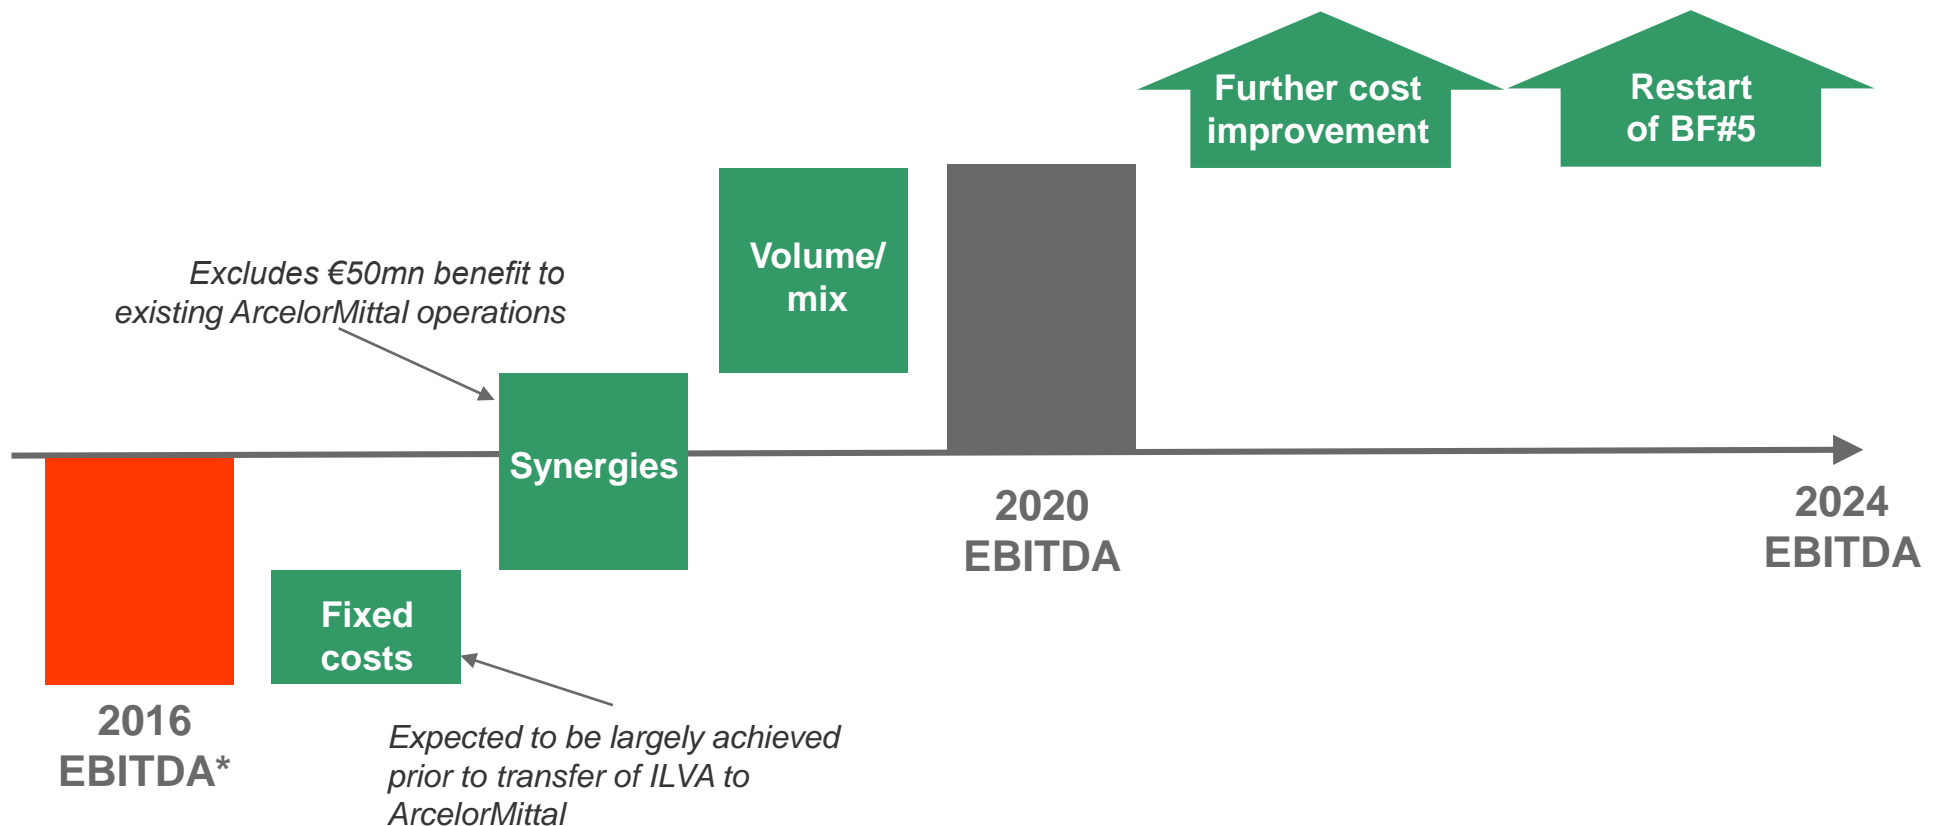 Further cost
improvement
Restart
of BF#5
Volume/
mix
Excludes €50mn benefit to
existing ArcelorMittal operations
Synergies
2020
EBITDA
2024
EBITDA
Fixed
costs
2016
EBITDA*
Expected to be largely achieved
prior to transfer of ILVA to
ArcelorMittal